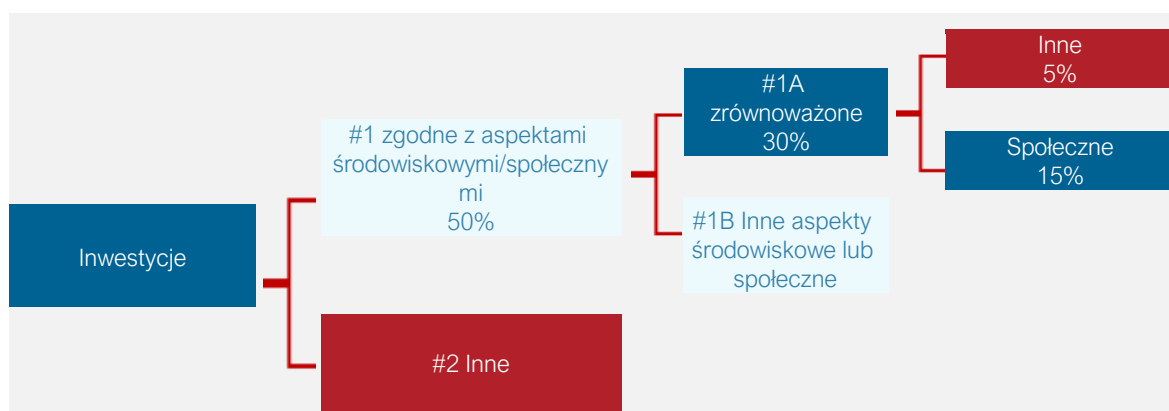 Inwestycje
#1 zgodne z aspektami
środowiskowymi/społeczny
mi
50%
#2 Inne
#1A
zrównoważone
30%
#1B Inne aspekty
środowiskowe lub
społeczne
Inne
5%
Społeczne
15%